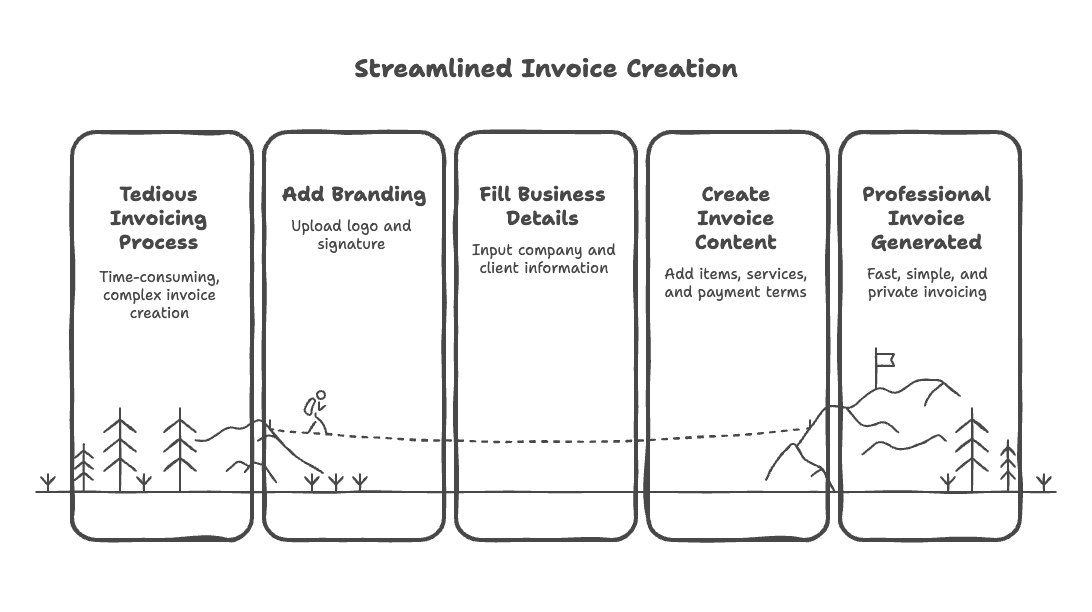 Streamlined Invoice Creation
Tedious
Invoicing
Process
Time-consuming,
complex invoice
creation
Add Branding
Upload logo and
signature
Fill Business
Details
Input company and
client information
Create
Invoice
Content
Add items, services,
and payment terms
Professional
Invoice
Generated
Fast, simple, and
private invoicing